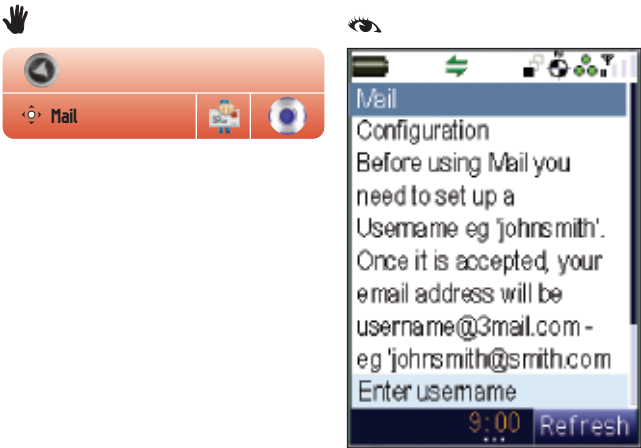 Mail
Mail
Configuration
Before using Mail you
need to set up a
Username eg 'johnsmith'.
Once it is accepted, your
email address will be
username@3mail.com -
eg 'johnsmith@smith.com
Enter username
9:00 Refresh